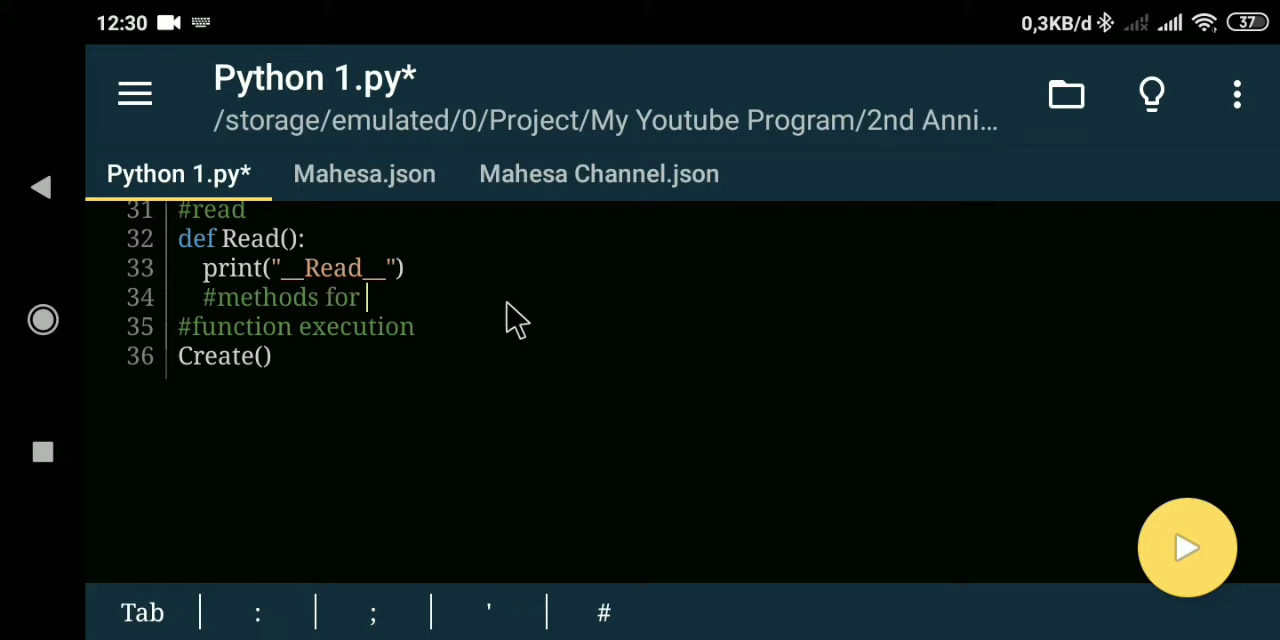 12:30 0,3KB/d 37
Python 1.py*
/storage/emulated/0/Project/My Youtube Program/2nd Anni...
Python 1.py* Mahesa.json Mahesa Channel.json
31 #read
32 def Read():
33 print("__Read__")
34 #methods for
35 #function execution
36 Create()
Tab : ; ' #